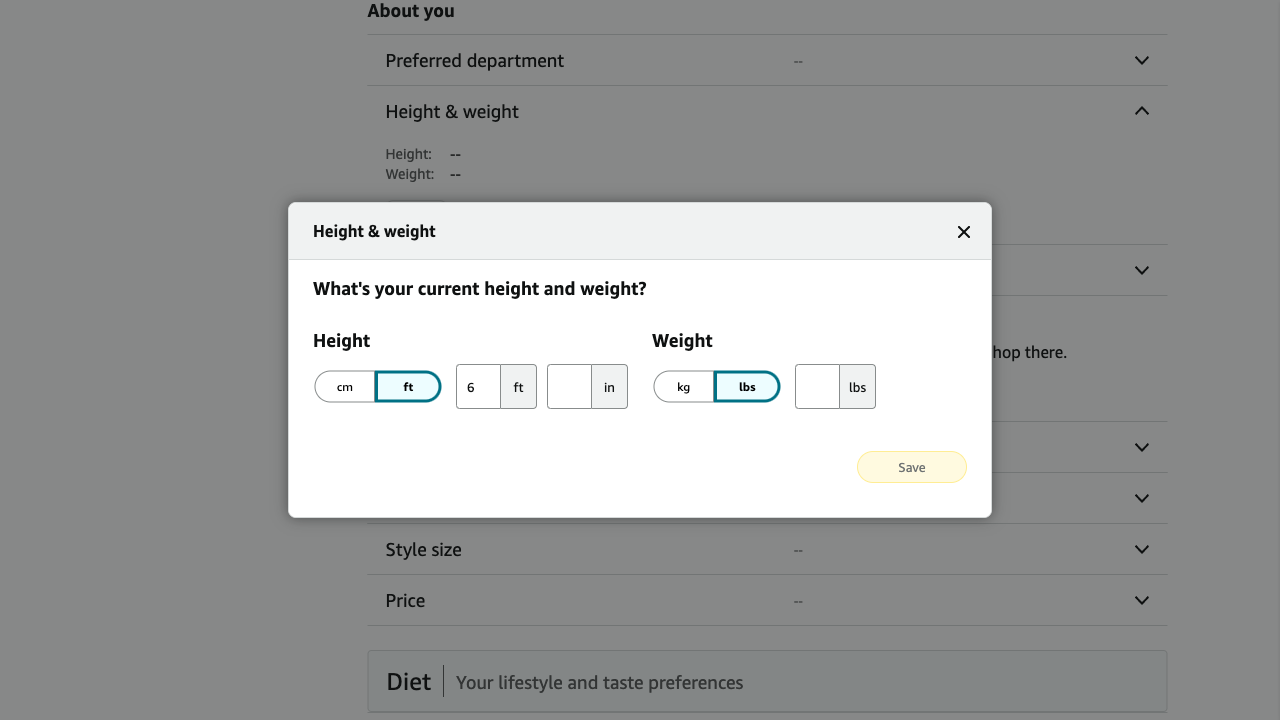 About you
Preferred department --
Height & weight
Height: --
Weight: --
Height & weight
What's your current height and weight?
Height Weight
cm ft 6 ft in kg lbs lbs
hop there.
Save
Style size --
Price --
Diet Your lifestyle and taste preferences